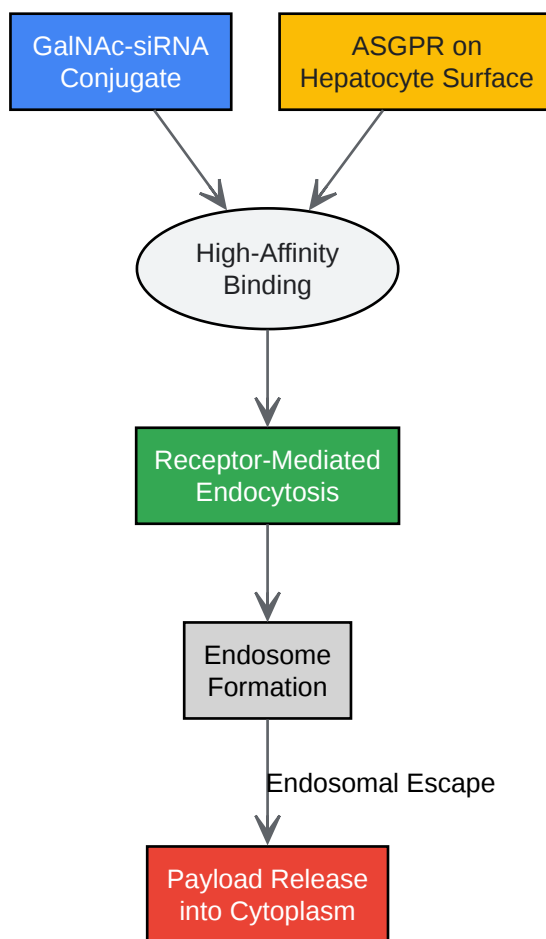 GalNAc-siRNA
Conjugate
ASGPR on
Hepatocyte Surface
High-Affinity
Binding
Receptor-Mediated
Endocytosis
Endosome
Formation
Endosomal Escape
Payload Release
into Cytoplasm